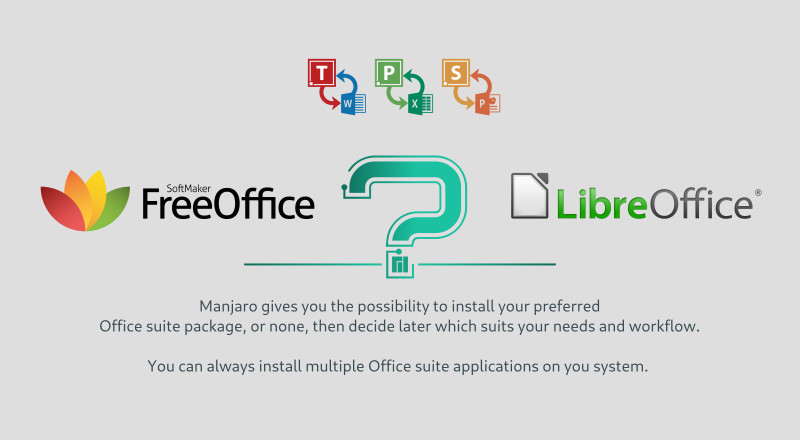 T P S
W X P
SoftMaker
FreeOffice
LibreOffice®
Manjaro gives you the possibility to install your preferred
Office suite package, or none, then decide later which suits your needs and workflow.
You can always install multiple Office suite applications on you system.